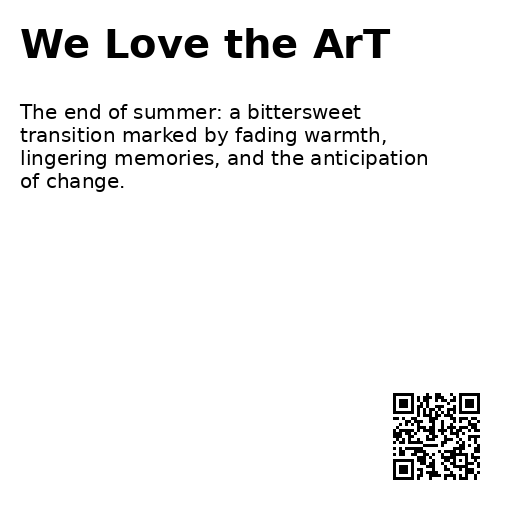 We Love the ArT
The end of summer: a bittersweet
transition marked by fading warmth,
lingering memories, and the anticipation
of change.